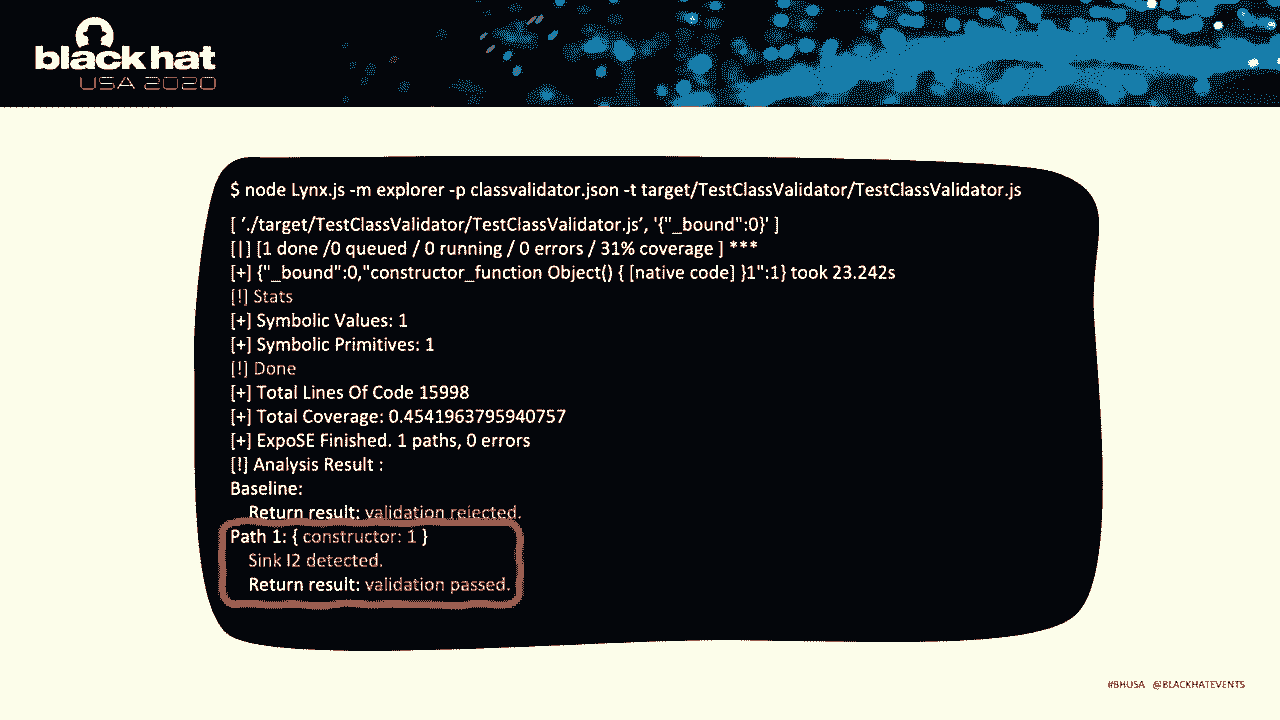 black hat
USA 2020
$ node Lynx.js -m explorer -p classvalidator.json -t target/TestClassValidator/TestClassValidator.js
[ './target/TestClassValidator/TestClassValidator.js', '{"_bound":0}' ]
[|] [1 done /0 queued / 0 running / 0 errors / 31% coverage ] ***
[+] {"_bound":0,"constructor_function Object() { [native code] }1":1} took 23.242s
[!] Stats
[+] Symbolic Values: 1
[+] Symbolic Primitives: 1
[!] Done
[+] Total Lines Of Code 15998
[+] Total Coverage: 0.4541963795940757
[+] ExpoSE Finished. 1 paths, 0 errors
[!] Analysis Result :
Baseline:
Return result: validation rejected.
Path 1: { constructor: 1 }
Sink I2 detected.
Return result: validation passed.
#BHUSA @BLACKHATEVENTS